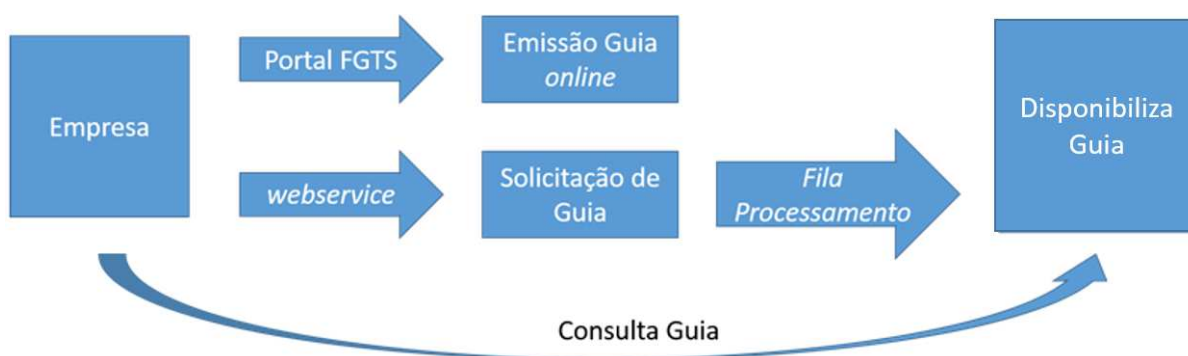 Empresa
Portal FGTS
Emissão Guia
online
webservice
Solicitação de
Guia
Fila
Processamento
Disponibiliza
Guia
Consulta Guia